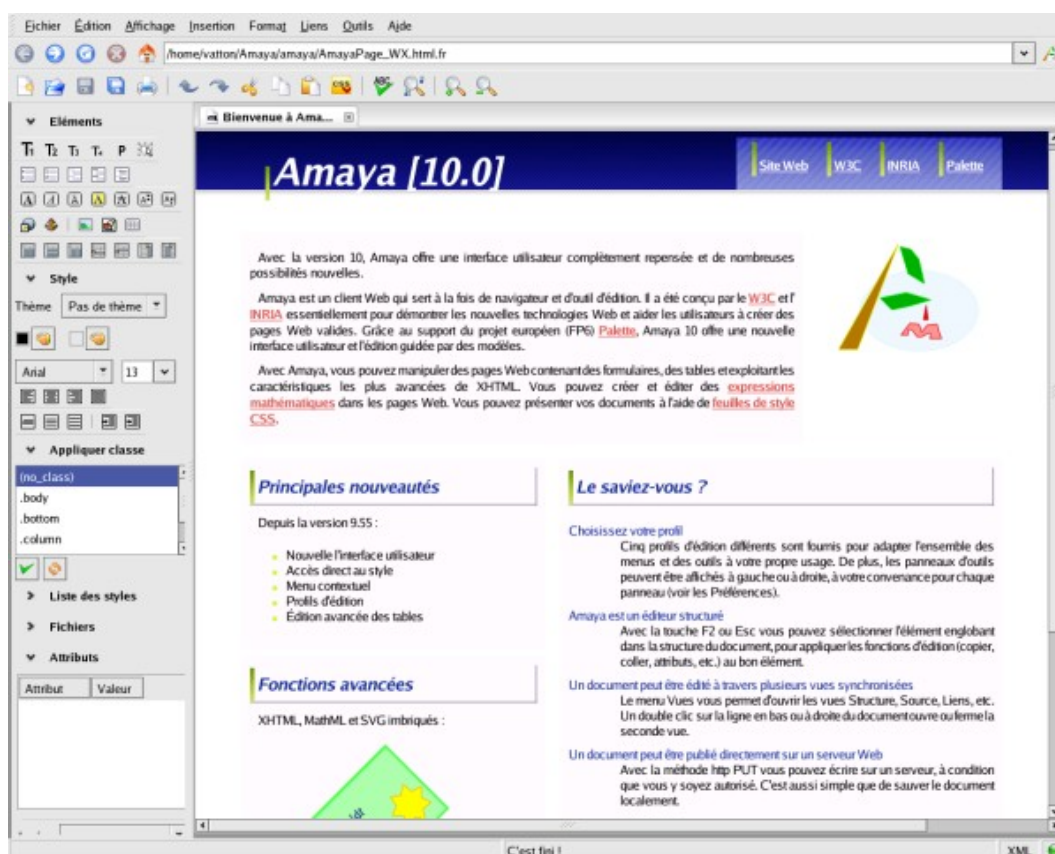 Fichier Édition Affichage Insertion Format Liens Outils Aide
/home/vatton/Amaya/amaya/AmayaPage_WX.html.fr
Eléments
Bienvenue à Ama...
T1 T2 T3 T4 P
Style
Thème Pas de thème
Arial 13
Appliquer classe
(no_class)
.body
.bottom
.column
Liste des styles
Fichiers
Attributs
Attribut Valeur
Amaya [10.0]
Site Web W3C INRIA Palette
Avec la version 10, Amaya offre une interface utilisateur complètement repensée et de nombreuses
possibilités nouvelles.
Amaya est un client Web qui sert à la fois de navigateur et d'outil d'édition. Il a été conçu par le W3C et l'
INRIA essentiellement pour démontrer les nouvelles technologies Web et aider les utilisateurs à créer des
pages Web valides. Grâce au support du projet européen (FP6) Palette, Amaya 10 offre une nouvelle
interface utilisateur et l'édition guidée par des modèles.
Avec Amaya, vous pouvez manipuler des pages Web contenant des formulaires, des tables et exploitant les
caractéristiques les plus avancées de XHTML. Vous pouvez créer et éditer des expressions
mathématiques dans les pages Web. Vous pouvez présenter vos documents à l'aide de feuilles de style
CSS.
Principales nouveautés
Depuis la version 9.55 :
Nouvelle l'interface utilisateur
Accès direct au style
Menu contextuel
Profils d'édition
Édition avancée des tables
Fonctions avancées
XHTML, MathML et SVG imbriqués :
Le saviez-vous ?
Choisissez votre profil
Cinq profils d'édition différents sont fournis pour adapter l'ensemble des
menus et des outils à votre propre usage. De plus, les panneaux d'outils
peuvent être affichés à gauche ou à droite, à votre convenance pour chaque
panneau (voir les Préférences).
Amaya est un éditeur structuré
Avec la touche F2 ou Esc vous pouvez sélectionner l'élément englobant
dans la structure du document, pour appliquer les fonctions d'édition (copier,
coller, attributs, etc.) au bon élément.
Un document peut être édité à travers plusieurs vues synchronisées
Le menu Vues vous permet d'ouvrir les vues Structure, Source, Liens, etc.
Un double clic sur la ligne en bas ou à droite du document ouvre ou ferme la
seconde vue.
Un document peut être publié directement sur un serveur Web
Avec la méthode http PUT vous pouvez écrire sur un serveur, à condition
que vous y soyez autorisé. C'est aussi simple que de sauver le document
localement.
C'est fini !
XML